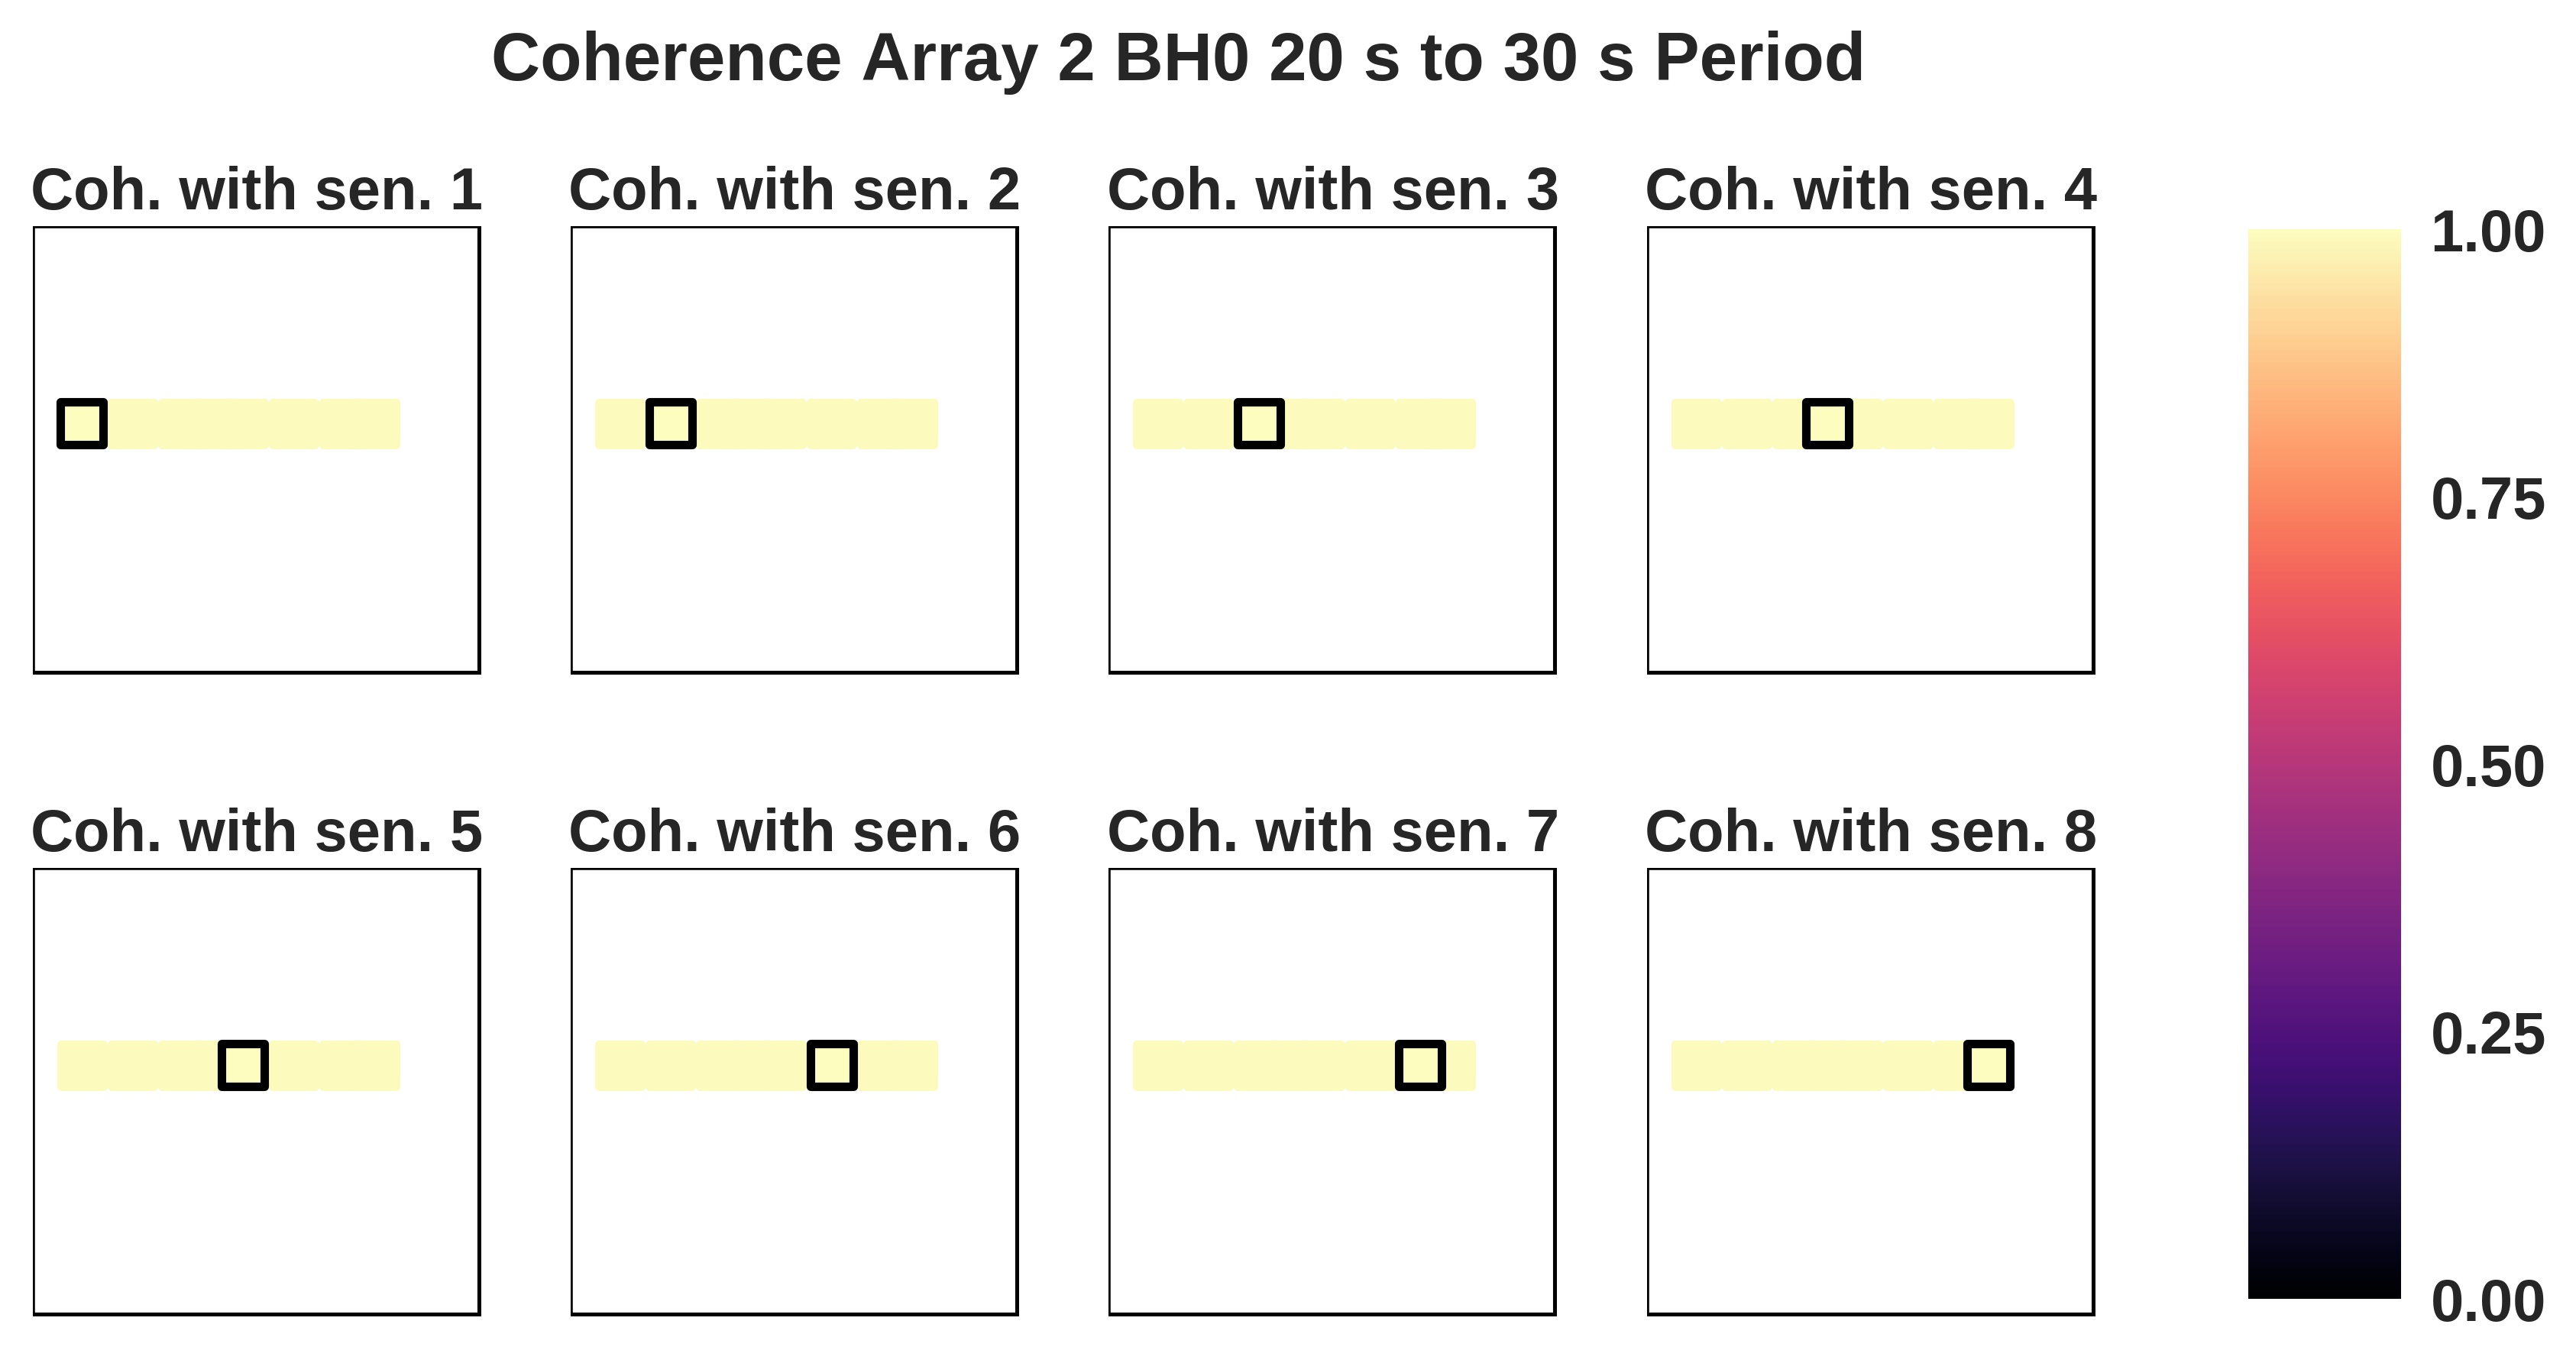 Coherence Array 2 BH0 20 s to 30 s Period
Coh. with sen. 1
Coh. with sen. 2
Coh. with sen. 3
Coh. with sen. 4
1.00
0.75
0.50
0.25
0.00
Coh. with sen. 5
Coh. with sen. 6
Coh. with sen. 7
Coh. with sen. 8